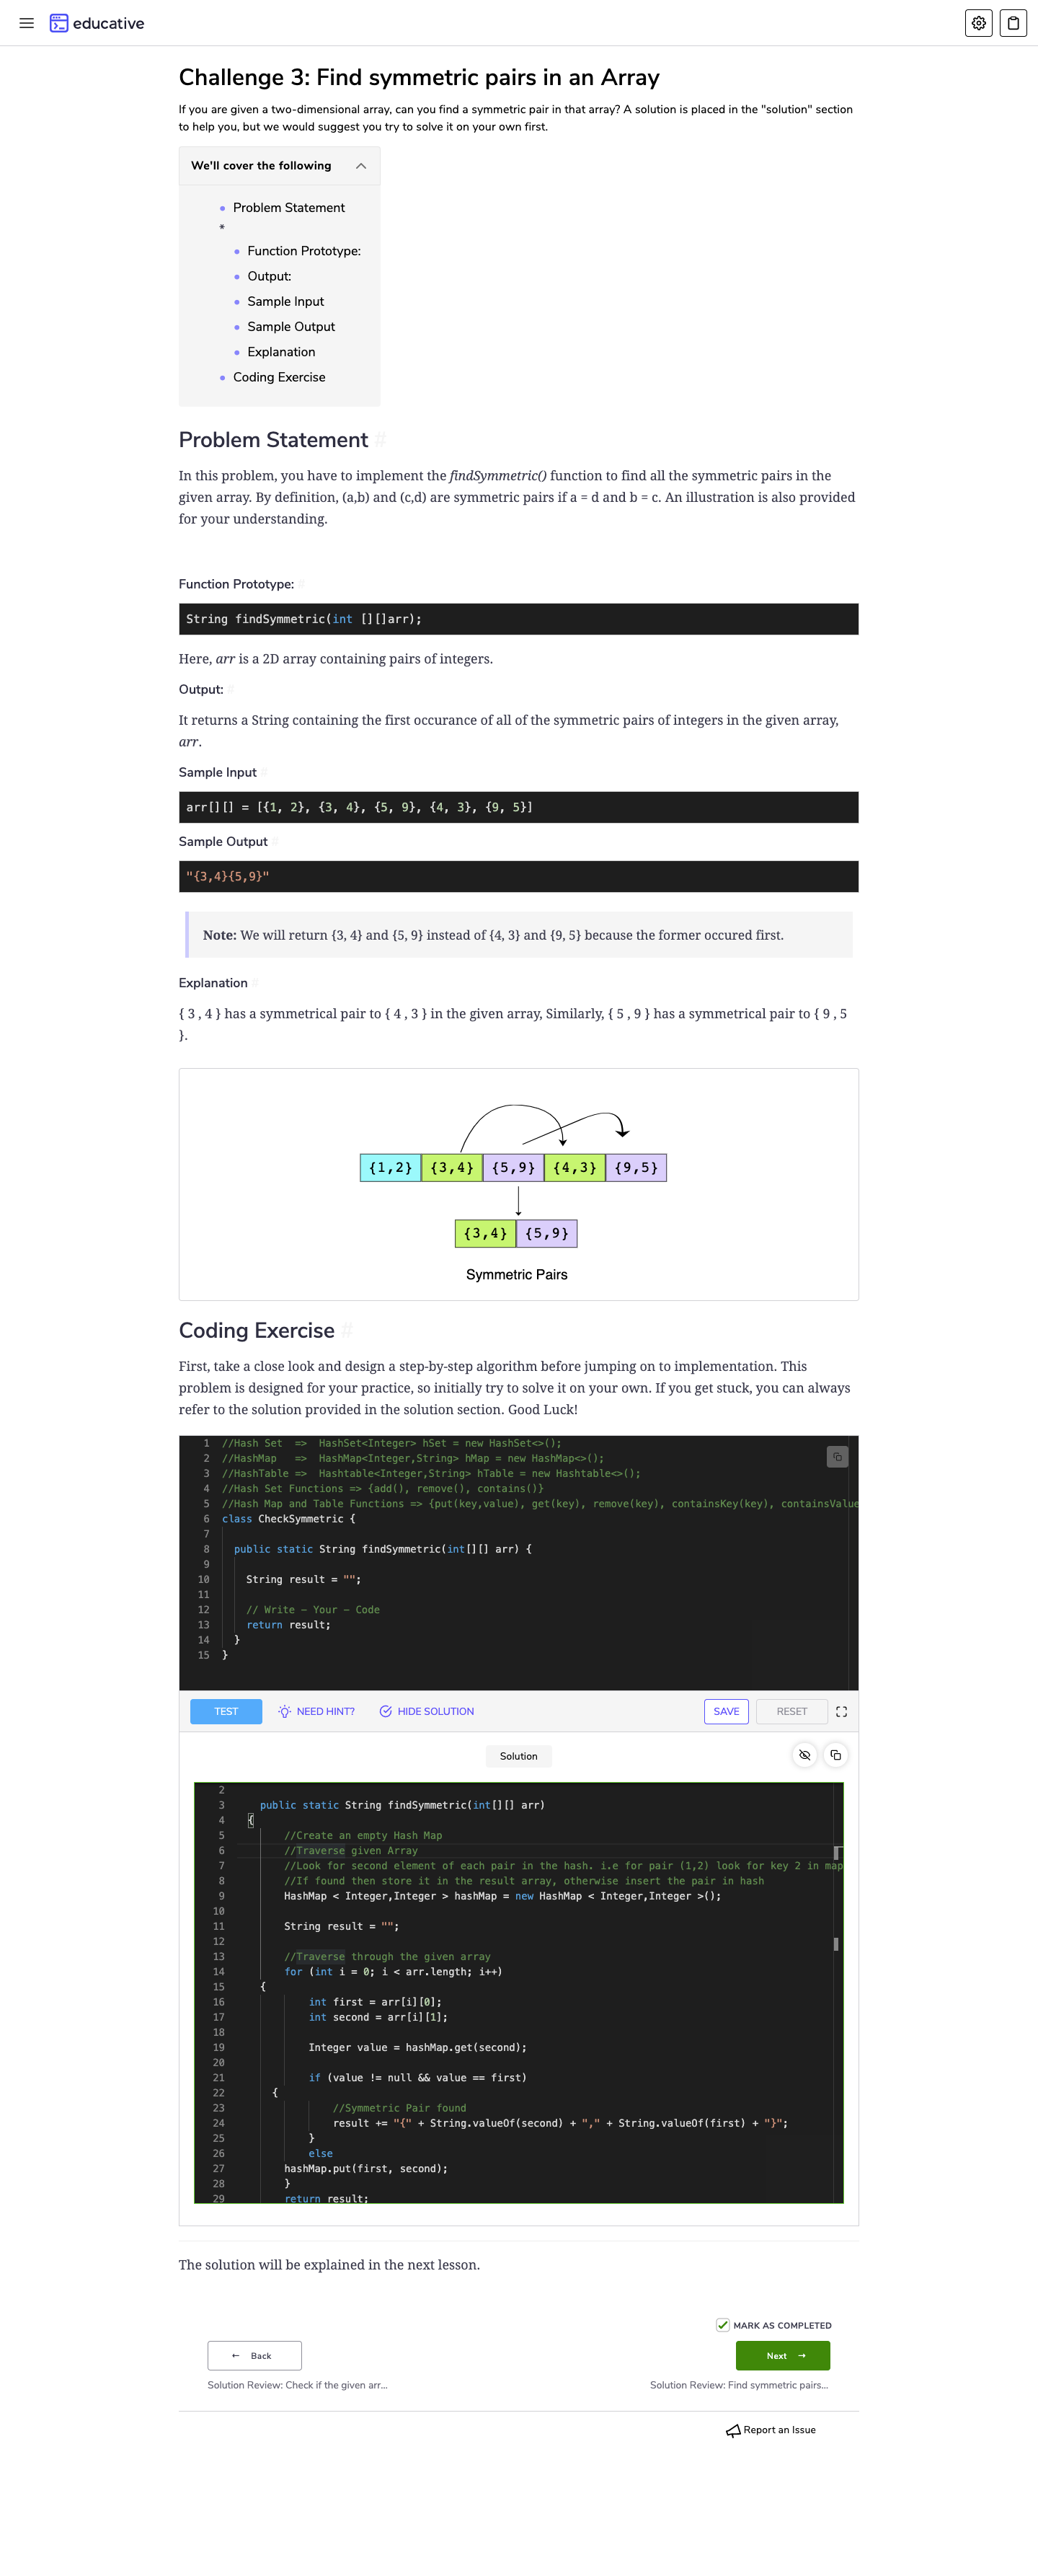 educative
Challenge 3: Find symmetric pairs in an Array
If you are given a two-dimensional array, can you find a symmetric pair in that array? A solution is placed in the "solution" section
to help you, but we would suggest you try to solve it on your own first.
We'll cover the following
Problem Statement
*
Function Prototype:
Output:
Sample Input
Sample Output
Explanation
Coding Exercise
Problem Statement #
In this problem, you have to implement the findSymmetric() function to find all the symmetric pairs in the
given array. By definition, (a,b) and (c,d) are symmetric pairs if a = d and b = c. An illustration is also provided
for your understanding.
Function Prototype: #
String findSymmetric(int [][]arr);
Here, arr is a 2D array containing pairs of integers.
Output: #
It returns a String containing the first occurance of all of the symmetric pairs of integers in the given array,
arr.
Sample Input #
arr[][] = [{1, 2}, {3, 4}, {5, 9}, {4, 3}, {9, 5}]
Sample Output #
"{3,4}{5,9}"
Note: We will return {3, 4} and {5, 9} instead of {4, 3} and {9, 5} because the former occured first.
Explanation #
{ 3 , 4 } has a symmetrical pair to { 4 , 3 } in the given array, Similarly, { 5 , 9 } has a symmetrical pair to { 9 , 5
}.
{1,2} {3,4} {5,9} {4,3} {9,5}
{3,4} {5,9}
Symmetric Pairs
Coding Exercise #
First, take a close look and design a step-by-step algorithm before jumping on to implementation. This
problem is designed for your practice, so initially try to solve it on your own. If you get stuck, you can always
refer to the solution provided in the solution section. Good Luck!
1 //Hash Set => HashSet<Integer> hSet = new HashSet<>();
2 //HashMap => HashMap<Integer,String> hMap = new HashMap<>();
3 //HashTable => Hashtable<Integer,String> hTable = new Hashtable<>();
4 //Hash Set Functions => {add(), remove(), contains()}
5 //Hash Map and Table Functions => {put(key,value), get(key), remove(key), containsKey(key), containsValue
6 class CheckSymmetric {
7
8 public static String findSymmetric(int[][] arr) {
9
10 String result = "";
11
12 // Write - Your - Code
13 return result;
14 }
15 }
TEST NEED HINT? HIDE SOLUTION SAVE RESET
Solution
2
3 public static String findSymmetric(int[][] arr)
4 {
5 //Create an empty Hash Map
6 //Traverse given Array
7 //Look for second element of each pair in the hash. i.e for pair (1,2) look for key 2 in map
8 //If found then store it in the result array, otherwise insert the pair in hash
9 HashMap < Integer,Integer > hashMap = new HashMap < Integer,Integer >();
10
11 String result = "";
12
13 //Traverse through the given array
14 for (int i = 0; i < arr.length; i++)
15 {
16 int first = arr[i][0];
17 int second = arr[i][1];
18
19 Integer value = hashMap.get(second);
20
21 if (value != null && value == first)
22 {
23 //Symmetric Pair found
24 result += "{" + String.valueOf(second) + "," + String.valueOf(first) + "}";
25 }
26 else
27 hashMap.put(first, second);
28 }
29 return result;
The solution will be explained in the next lesson.
MARK AS COMPLETED
← Back
Next →
Solution Review: Check if the given arr...
Solution Review: Find symmetric pairs...
Report an Issue